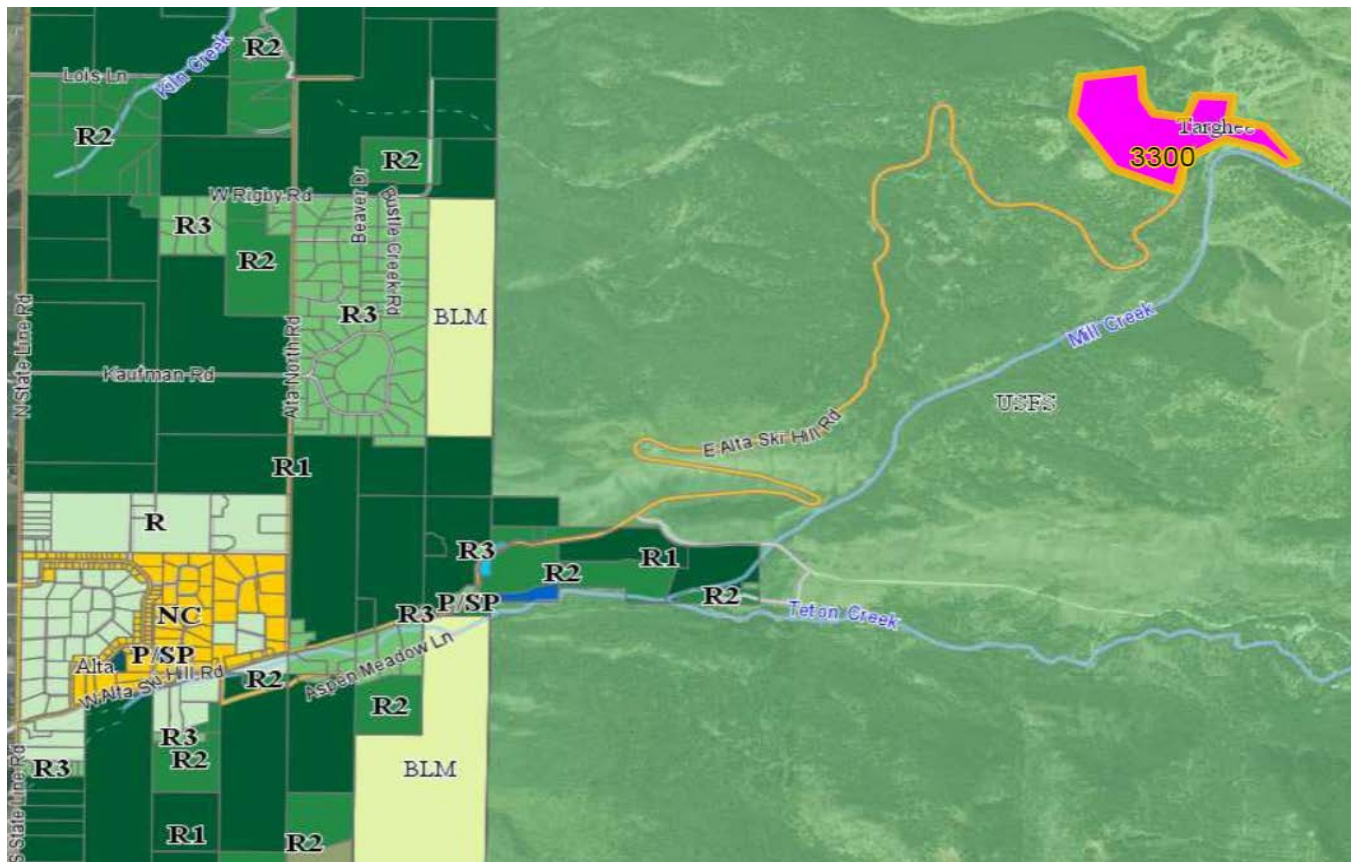 R2
Lois Ln
Kiln Creek
R2
Targhee
3300
R2
W Rigby Rd
Beaver Dr
Bustle Creek Rd
R3
R2
R3
BLM
N State Line Rd
Alta North Rd
Kaufman Rd
Mill Creek
USFS
E Alta Ski Hill Rd
R1
R
R3
R1
R2
R2
P/SP
R3
NC
Teton Creek
P/SP
Alta
W Alta Ski Hill Rd
R2
Aspen Meadow Ln
R2
R3
R2
R3
BLM
S State Line Rd
R1
R2